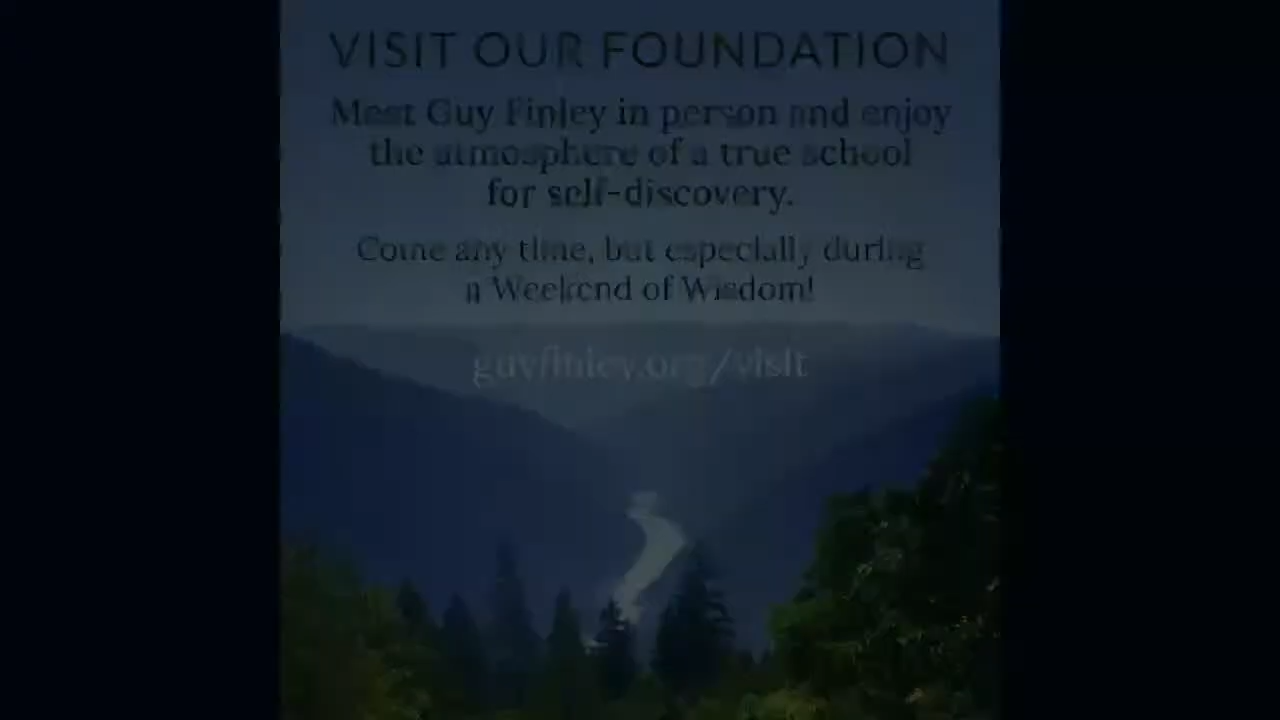 VISIT OUR FOUNDATION
Meet Guy Finley in person and enjoy
the atmosphere of a true school
for self-discovery.
Come any time, but especially during
a Weekend of Wisdom!
guyfinley.org/visit